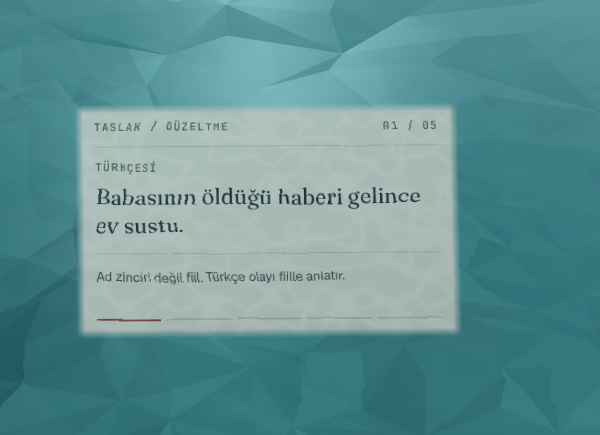 TASLAK / DÜZELTME
01 / 05
TÜRKÇESİ
Babasının öldüğü haberi gelince
ev sustu.
Ad zinciri değil fiil. Türkçe olayı fiille anlatır.